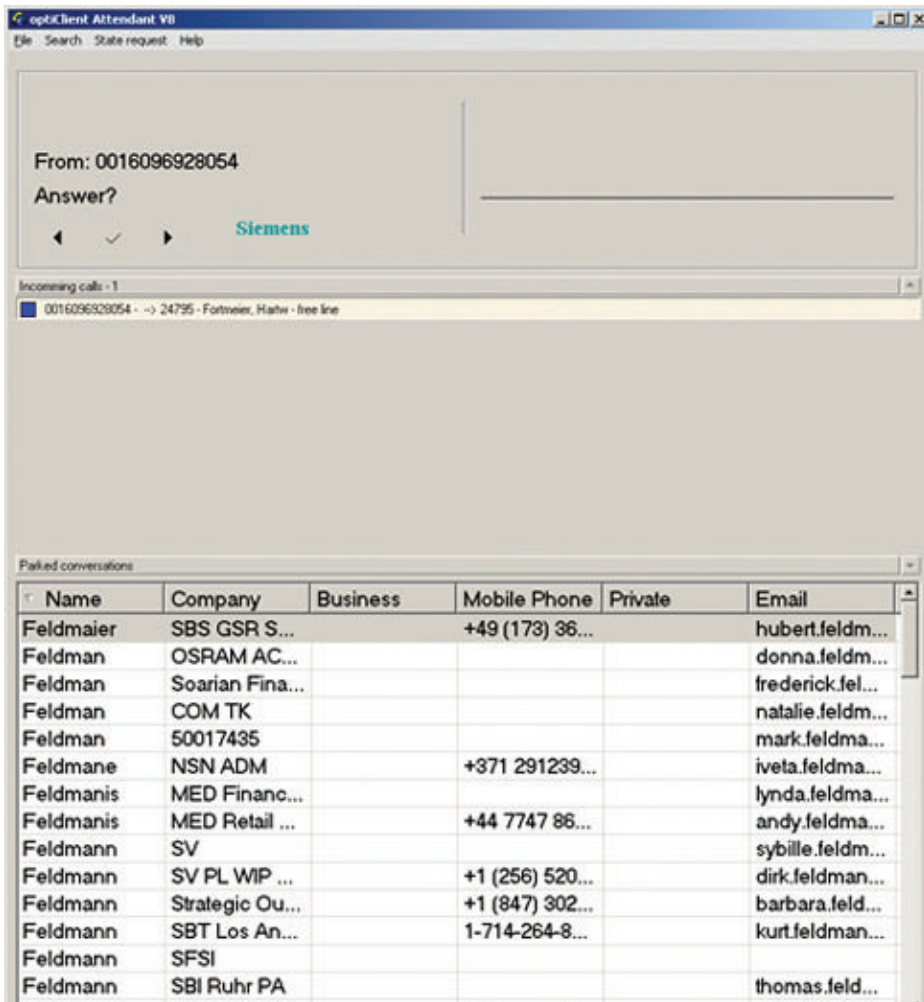 optiClient Attendant V8
File Search State request Help
From: 0016096928054
Answer?
Siemens
Incomming calls - 1
0016096928054 - --> 24795 - Fortmeier, Hartw - free line
Parked conversations
Name Company Business Mobile Phone Private Email
Feldmaier SBS GSR S... +49 (173) 36... hubert.feldm...
Feldman OSRAM AC... donna.feldm...
Feldman Soarian Fina... frederick.fel...
Feldman COM TK natalie.feldm...
Feldman 50017435 mark.feldma...
Feldmane NSN ADM +371 291239... iveta.feldma...
Feldmanis MED Financ... lynda.feldma...
Feldmanis MED Retail ... +44 7747 86... andy.feldma...
Feldmann SV sybille.feldm...
Feldmann SV PL WIP ... +1 (256) 520... dirk.feldman...
Feldmann Strategic Ou... +1 (847) 302... barbara.feld...
Feldmann SBT Los An... 1-714-264-8... kurt.feldman...
Feldmann SFSI
Feldmann SBI Ruhr PA thomas.feld...